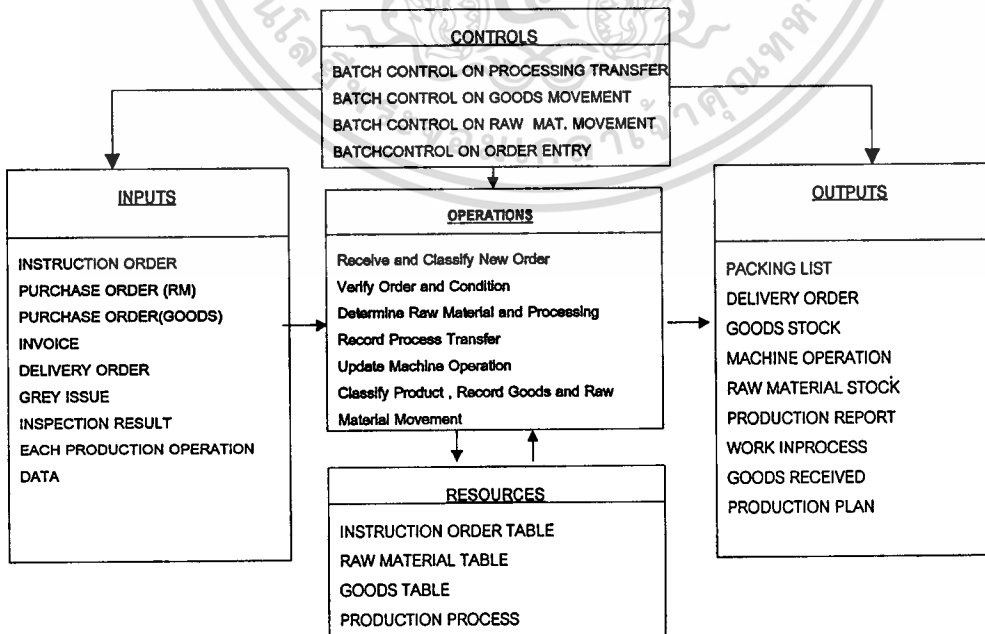 CONTROLS
BATCH CONTROL ON PROCESSING TRANSFER
BATCH CONTROL ON GOODS MOVEMENT
BATCH CONTROL ON RAW MAT. MOVEMENT
BATCHCONTROL ON ORDER ENTRY
INPUTS
INSTRUCTION ORDER
PURCHASE ORDER (RM)
PURCHASE ORDER(GOODS)
INVOICE
DELIVERY ORDER
GREY ISSUE
INSPECTION RESULT
EACH PRODUCTION OPERATION
DATA
OPERATIONS
Receive and Classify New Order
Verify Order and Condition
Determine Raw Material and Processing
Record Process Transfer
Update Machine Operation
Classify Product , Record Goods and Raw
Material Movement
OUTPUTS
PACKING LIST
DELIVERY ORDER
GOODS STOCK
MACHINE OPERATION
RAW MATERIAL STOCK
PRODUCTION REPORT
WORK INPROCESS
GOODS RECEIVED
PRODUCTION PLAN
RESOURCES
INSTRUCTION ORDER TABLE
RAW MATERIAL TABLE
GOODS TABLE
PRODUCTION PROCESS